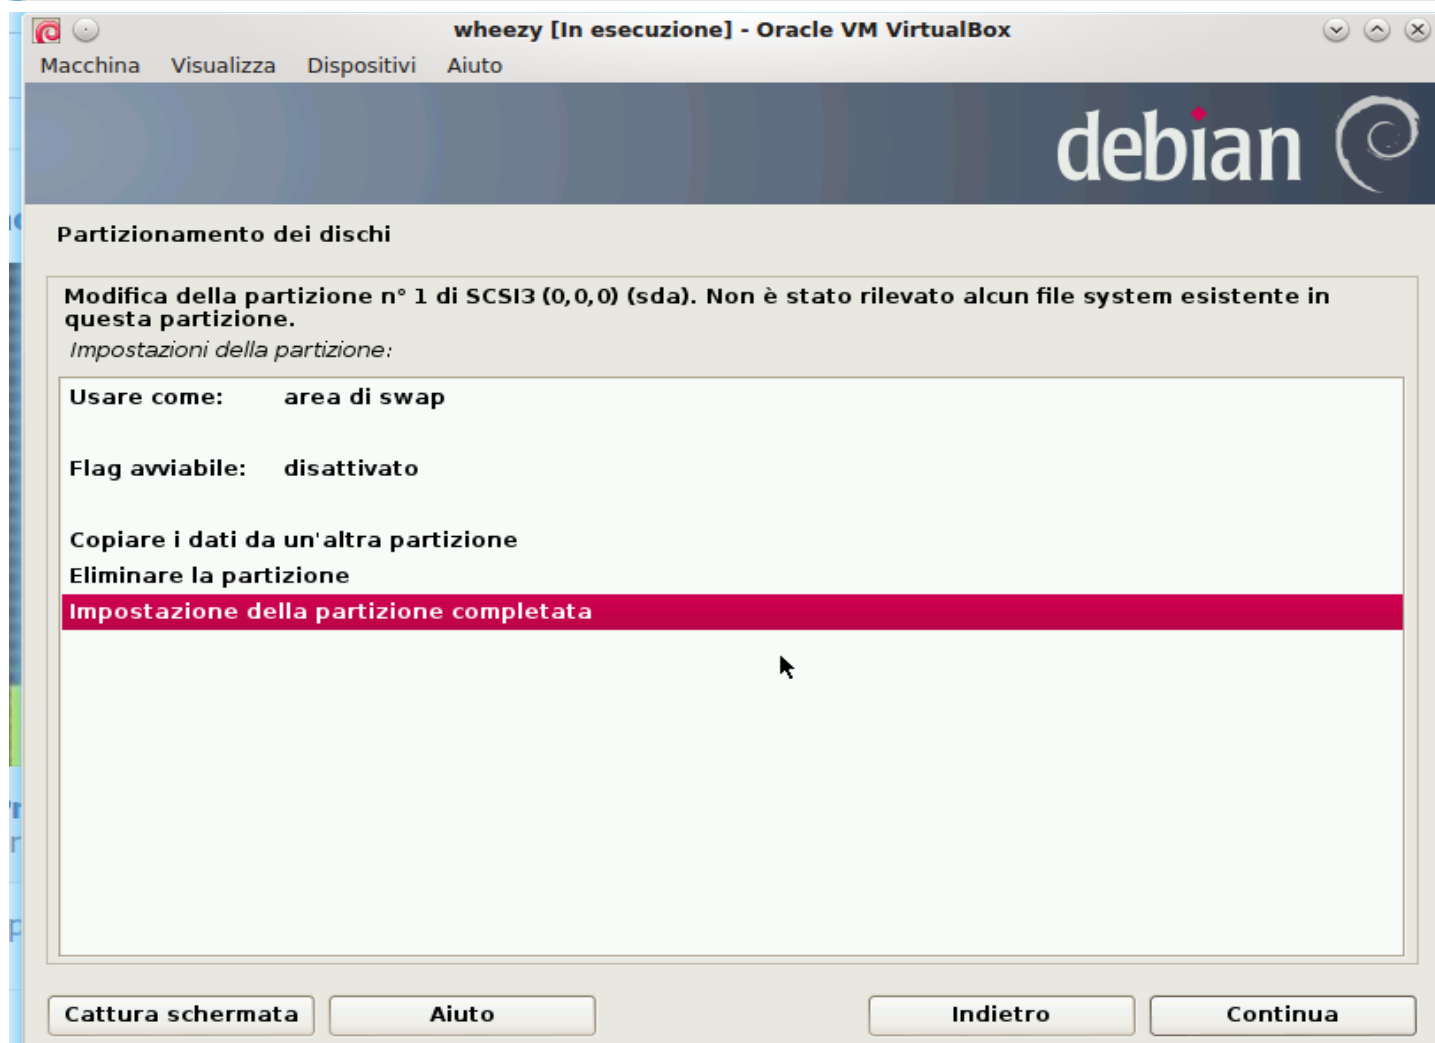 wheezy [In esecuzione] - Oracle VM VirtualBox
Macchina Visualizza Dispositivi Aiuto
debian
Partizionamento dei dischi
Modifica della partizione n° 1 di SCSI3 (0,0,0) (sda). Non è stato rilevato alcun file system esistente in
questa partizione.
Impostazioni della partizione:
Usare come: area di swap
Flag avviabile: disattivato
Copiare i dati da un'altra partizione
Eliminare la partizione
Impostazione della partizione completata
Cattura schermata Aiuto Indietro Continua